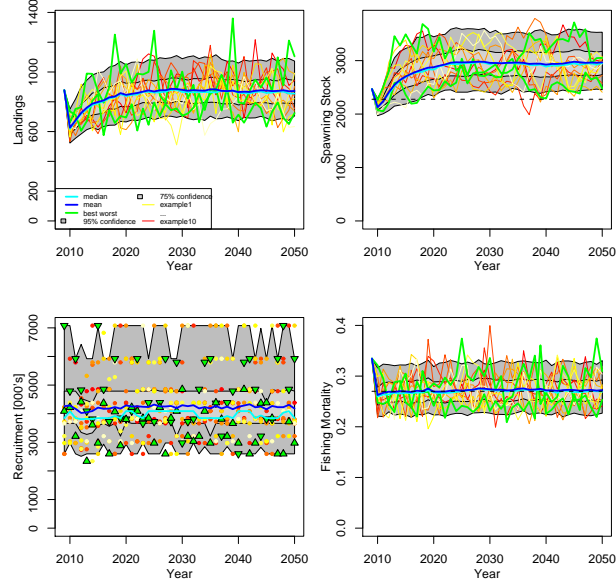 1400
1000
800
600
400
200
0
Landings
median
mean
best worst
95% confidence
75% confidence
example1
...
example10
2010 2020 2030 2040 2050
Year
3000
2000
1000
0
Spawning Stock
2010 2020 2030 2040 2050
Year
7000
5000
3000
1000
0
Recruitment [0000's]
2010 2020 2030 2040 2050
Year
0.4
0.3
0.2
0.1
0.0
Fishing Mortality
2010 2020 2030 2040 2050
Year